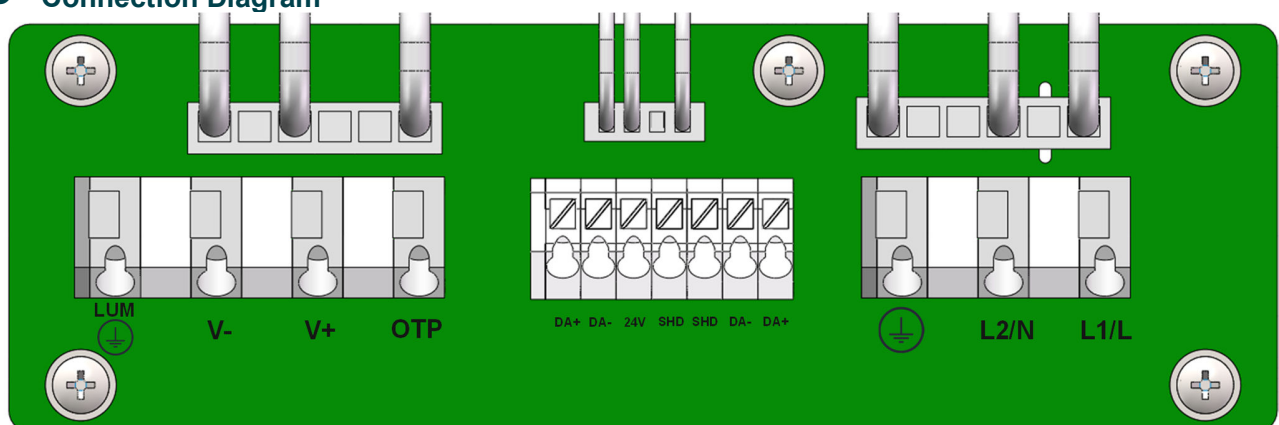 Connection Diagram
LUM
V-
V+
OTP
DA+ DA- 24V SHD SHD DA- DA+
L2/N
L1/L